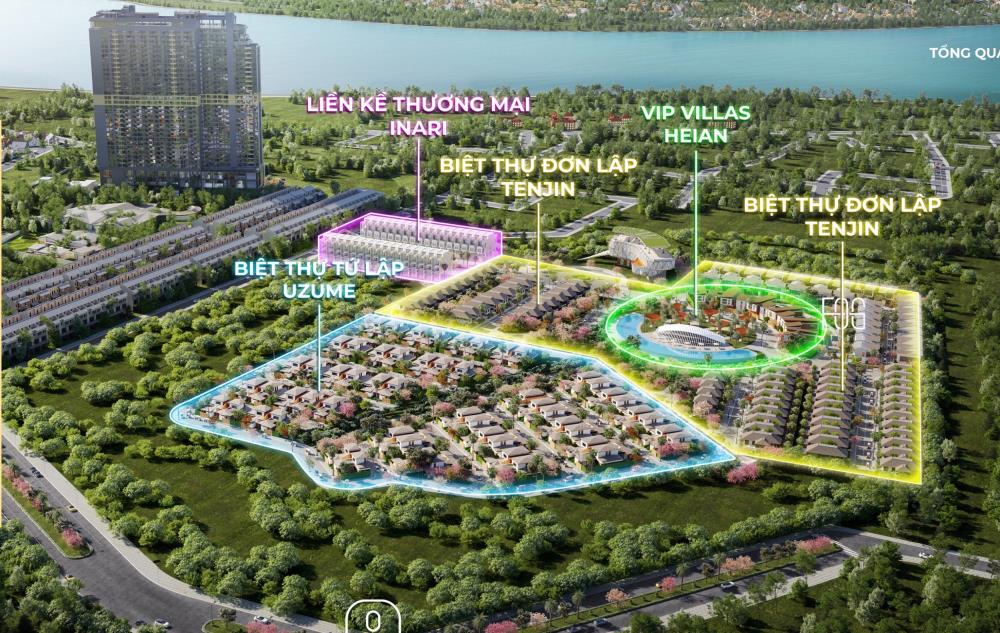 TỔNG QUA
LIỀN KỀ THƯƠNG MẠI
INARI
VIP VILLAS
HEIAN
BIỆT THỰ ĐƠN LẬP
TENJIN
BIỆT THỰ ĐƠN LẬP
TENJIN
BIỆT THỰ TỨ LẬP
UZUME